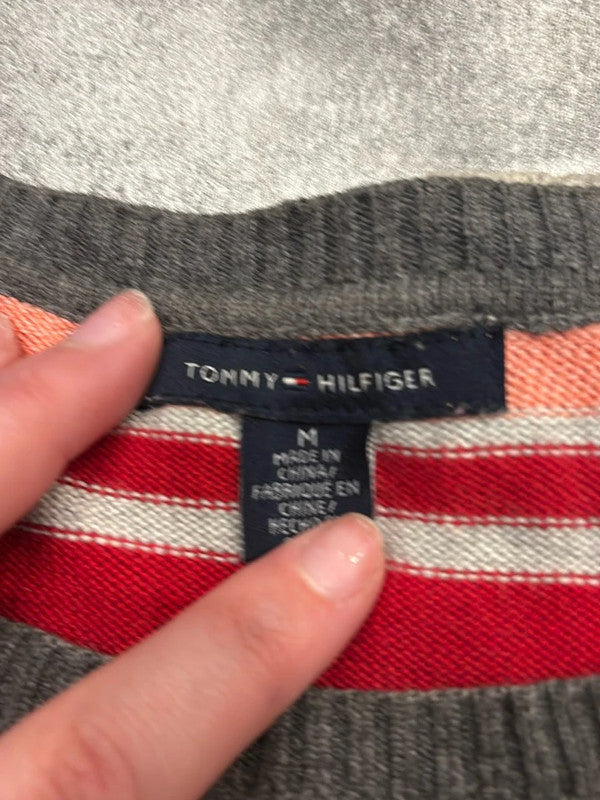 TOMMY HILFIGER
M
MADE IN
CHINA/
FABRIQUE EN
CHINE/